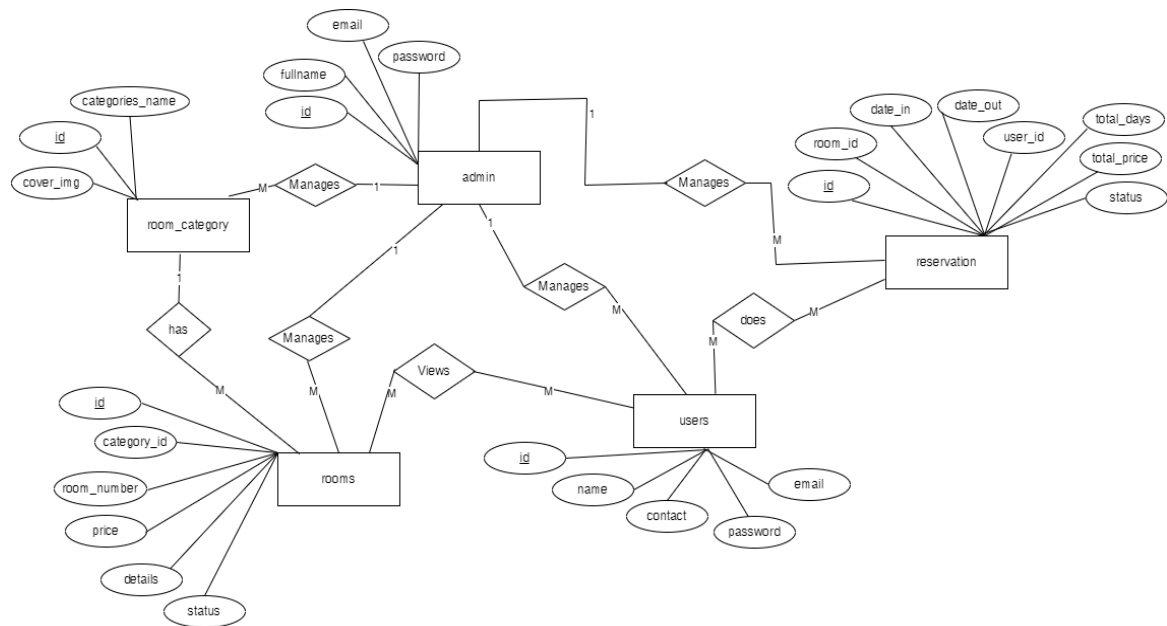 email
password
fullname
id
categories_name
id
cover_img
room_category
M
Manages
1
admin
1
Manages
M
date_in
date_out
total_days
room_id
user_id
total_price
id
status
reservation
1
has
M
1
Manages
M
1
Manages
M
M
does
M
M
Views
M
users
id
name
contact
password
email
id
category_id
room_number
price
details
status
rooms